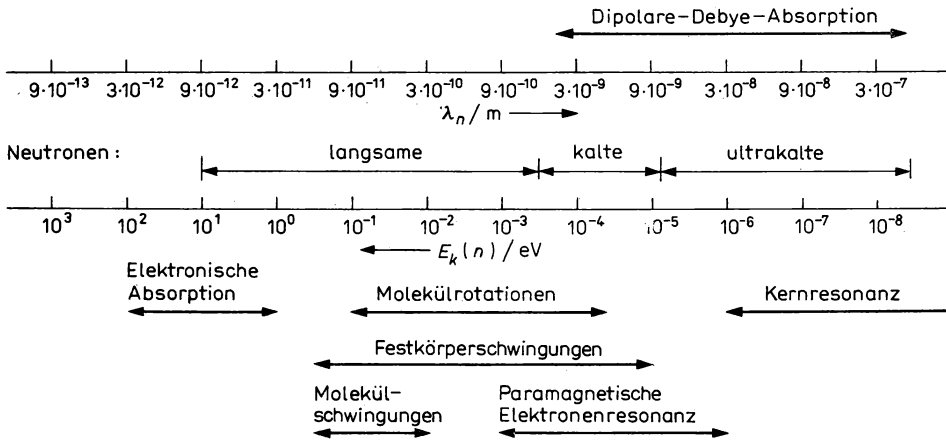 Dipolare-Debye-Absorption
9·10⁻¹³ 3·10⁻¹² 9·10⁻¹² 3·10⁻¹¹ 9·10⁻¹¹ 3·10⁻¹⁰ 9·10⁻¹⁰ 3·10⁻⁹ 9·10⁻⁹ 3·10⁻⁸ 9·10⁻⁸ 3·10⁻⁷
λₙ / m
Neutronen : langsame kalte ultrakalte
10³ 10² 10¹ 10⁰ 10⁻¹ 10⁻² 10⁻³ 10⁻⁴ 10⁻⁵ 10⁻⁶ 10⁻⁷ 10⁻⁸
Eₖ(n) / eV
Elektronische
Absorption
Molekülrotationen
Kernresonanz
Festkörperschwingungen
Molekül-
schwingungen
Paramagnetische
Elektronenresonanz